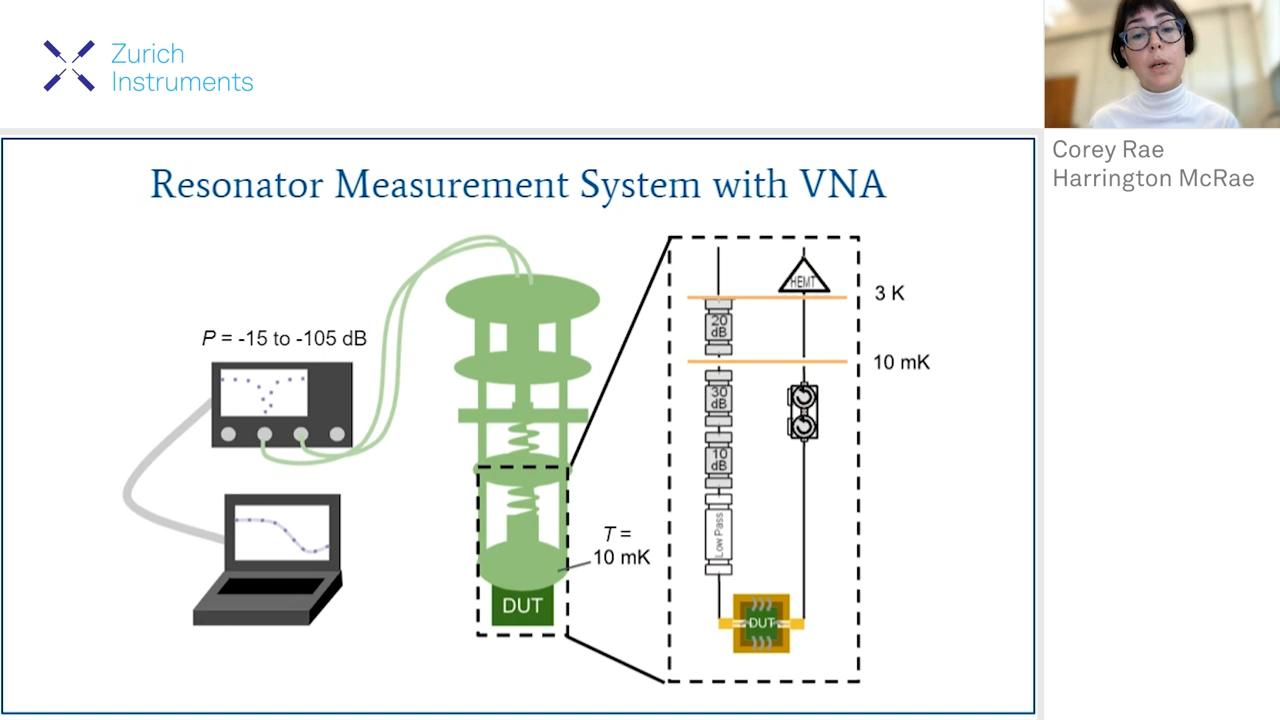 Zurich
Instruments
Corey Rae
Harrington McRae
Resonator Measurement System with VNA
P = -15 to -105 dB
T =
10 mK
DUT
HEMT
3 K
20
dB
10 mK
30
dB
10
dB
Low Pass
DUT